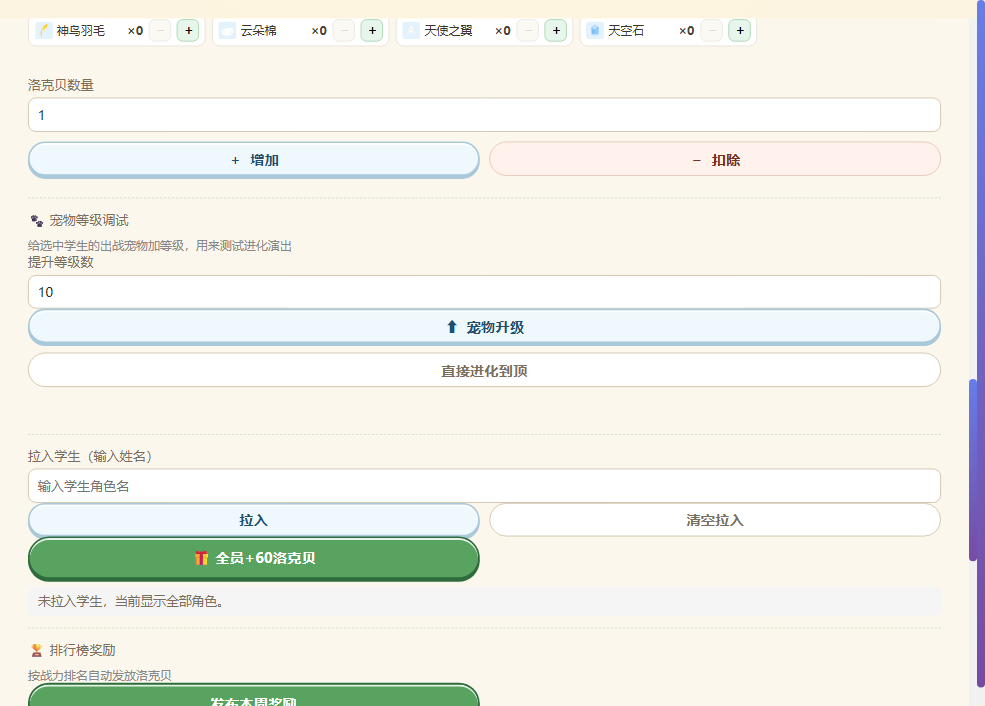 神鸟羽毛 ×0 − + 云朵棉 ×0 − + 天使之翼 ×0 − + 天空石 ×0 − +
洛克贝数量
1
+ 增加 − 扣除
宠物等级调试
给选中学生的出战宠物加等级，用来测试进化演出
提升等级数
10
宠物升级
直接进化到顶
拉入学生（输入姓名）
输入学生角色名
拉入 清空拉入
全员+60洛克贝
未拉入学生，当前显示全部角色。
排行榜奖励
按战力排名自动发放洛克贝
发布本周奖励